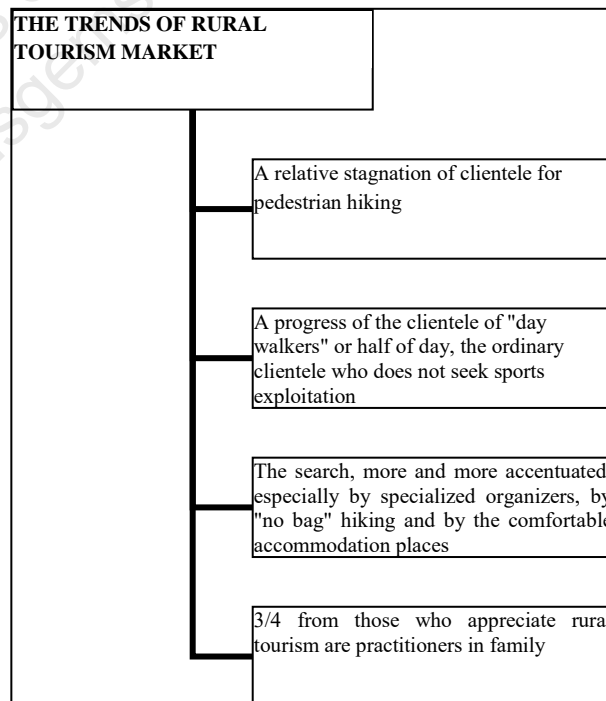 THE TRENDS OF RURAL
TOURISM MARKET
A relative stagnation of clientele for
pedestrian hiking
A progress of the clientele of "day
walkers" or half of day, the ordinary
clientele who does not seek sports
exploitation
The search, more and more accentuated
especially by specialized organizers, by
"no bag" hiking and by the comfortable
accommodation places
3/4 from those who appreciate rura
tourism are practitioners in family